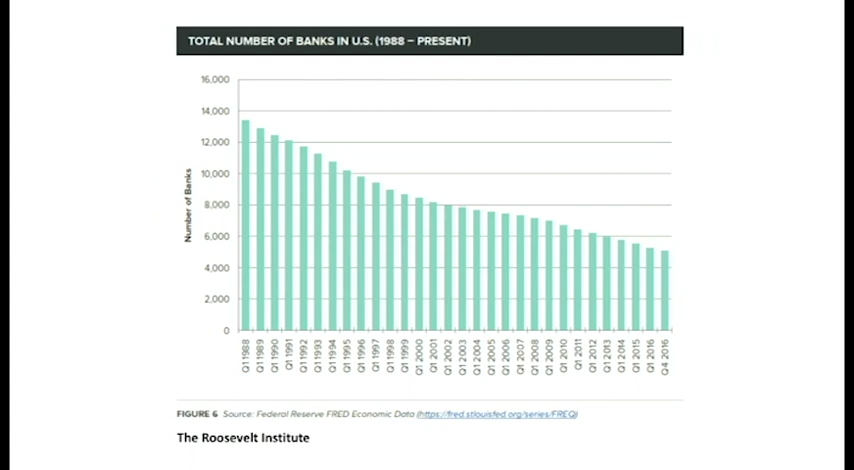 TOTAL NUMBER OF BANKS IN U.S. (1988 – PRESENT)
16,000
14,000
12,000
10,000
8,000
6,000
4,000
2,000
0
Number of Banks
Q1 1988
Q1 1989
Q1 1990
Q1 1991
Q1 1992
Q1 1993
Q1 1994
Q1 1995
Q1 1996
Q1 1997
Q1 1998
Q1 1999
Q1 2000
Q1 2001
Q1 2002
Q1 2003
Q1 2004
Q1 2005
Q1 2006
Q1 2007
Q1 2008
Q1 2009
Q1 2010
Q1 2011
Q1 2012
Q1 2013
Q1 2014
Q1 2015
Q1 2016
Q4 2016
FIGURE 6 Source: Federal Reserve FRED Economic Data (https://fred.stlouisfed.org/series/FREQ)
The Roosevelt Institute